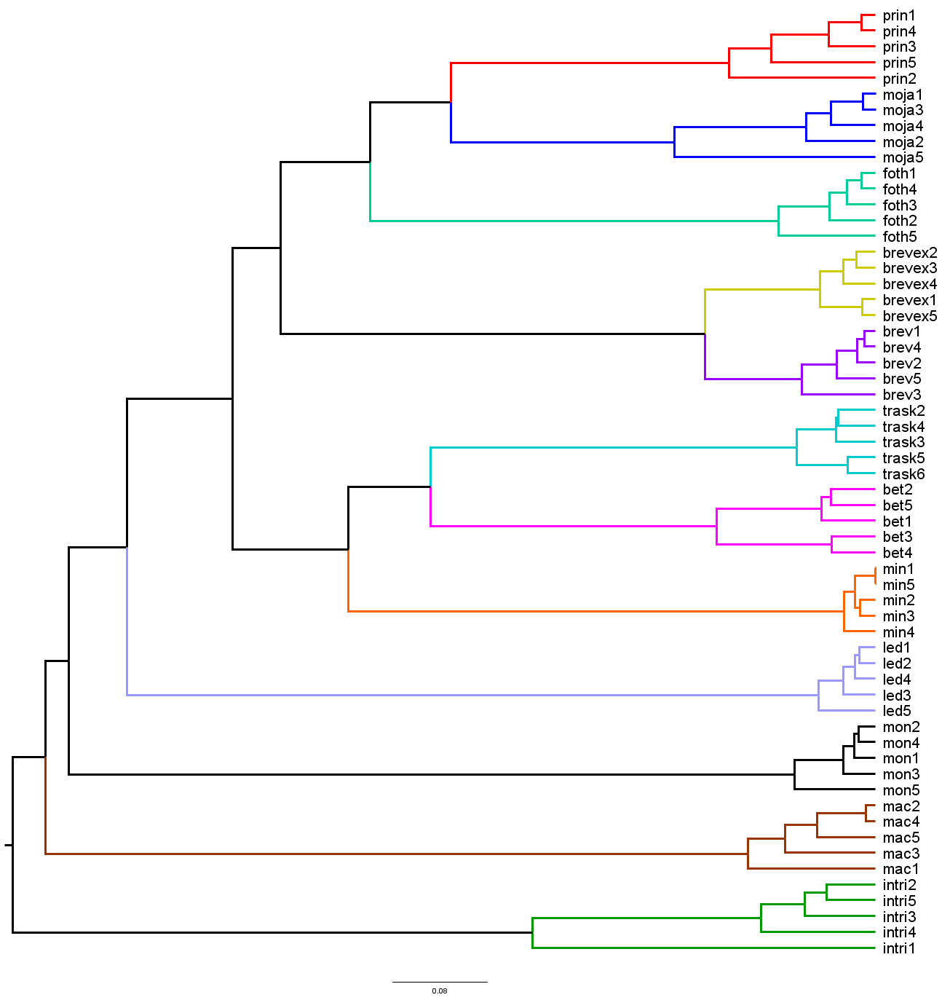 prin1
prin4
prin3
prin5
prin2
moja1
moja3
moja4
moja2
moja5
foth1
foth4
foth3
foth2
foth5
brevex2
brevex3
brevex4
brevex1
brevex5
brev1
brev4
brev2
brev5
brev3
trask2
trask4
trask3
trask5
trask6
bet2
bet5
bet1
bet3
bet4
min1
min5
min2
min3
min4
led1
led2
led4
led3
led5
mon2
mon4
mon1
mon3
mon5
mac2
mac4
mac5
mac3
mac1
intri2
intri5
intri3
intri4
intri1
0.08